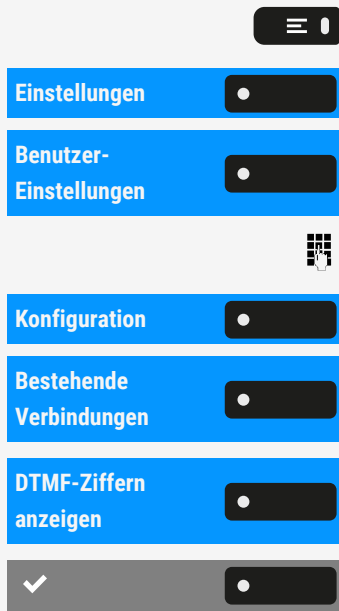 Einstellungen
Benutzer-
Einstellungen
Konfiguration
Bestehende
Verbindungen
DTMF-Ziffern
anzeigen